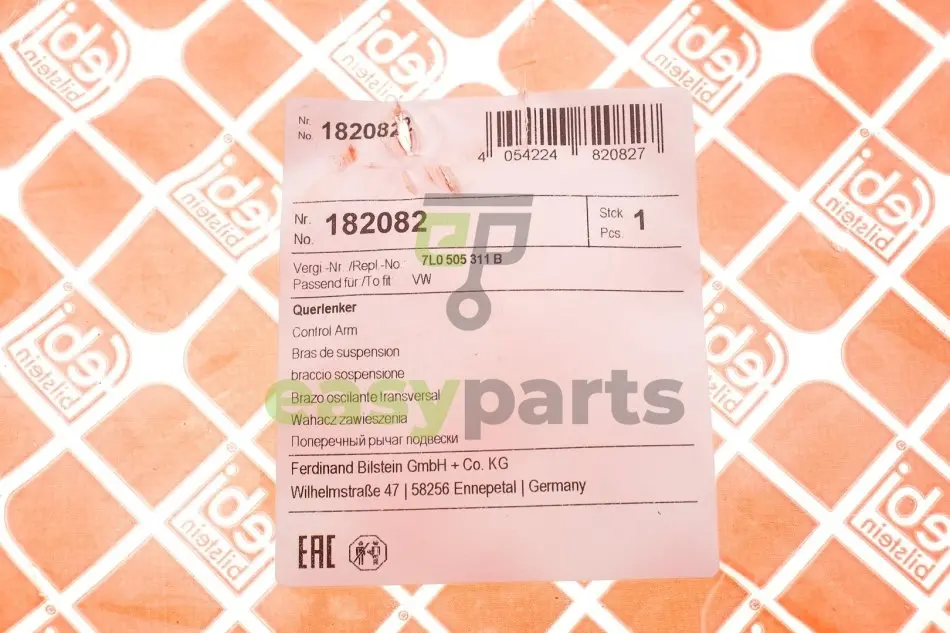 Nr.
No. 182082
4 054224 820827
Nr.
No. 182082
Stck
Pcs. 1
Vergl.-Nr. /Repl.-No.: 7L0 505 311 B
Passend für /To fit VW
Querlenker
Control Arm
Bras de suspension
braccio sospensione
Brazo oscilante transversal
Wahacz zawieszenia
Поперечный рычаг подвески
easyparts
Ferdinand Bilstein GmbH + Co. KG
Wilhelmstraße 47 | 58256 Ennepetal | Germany
EAC
febi
bilstein